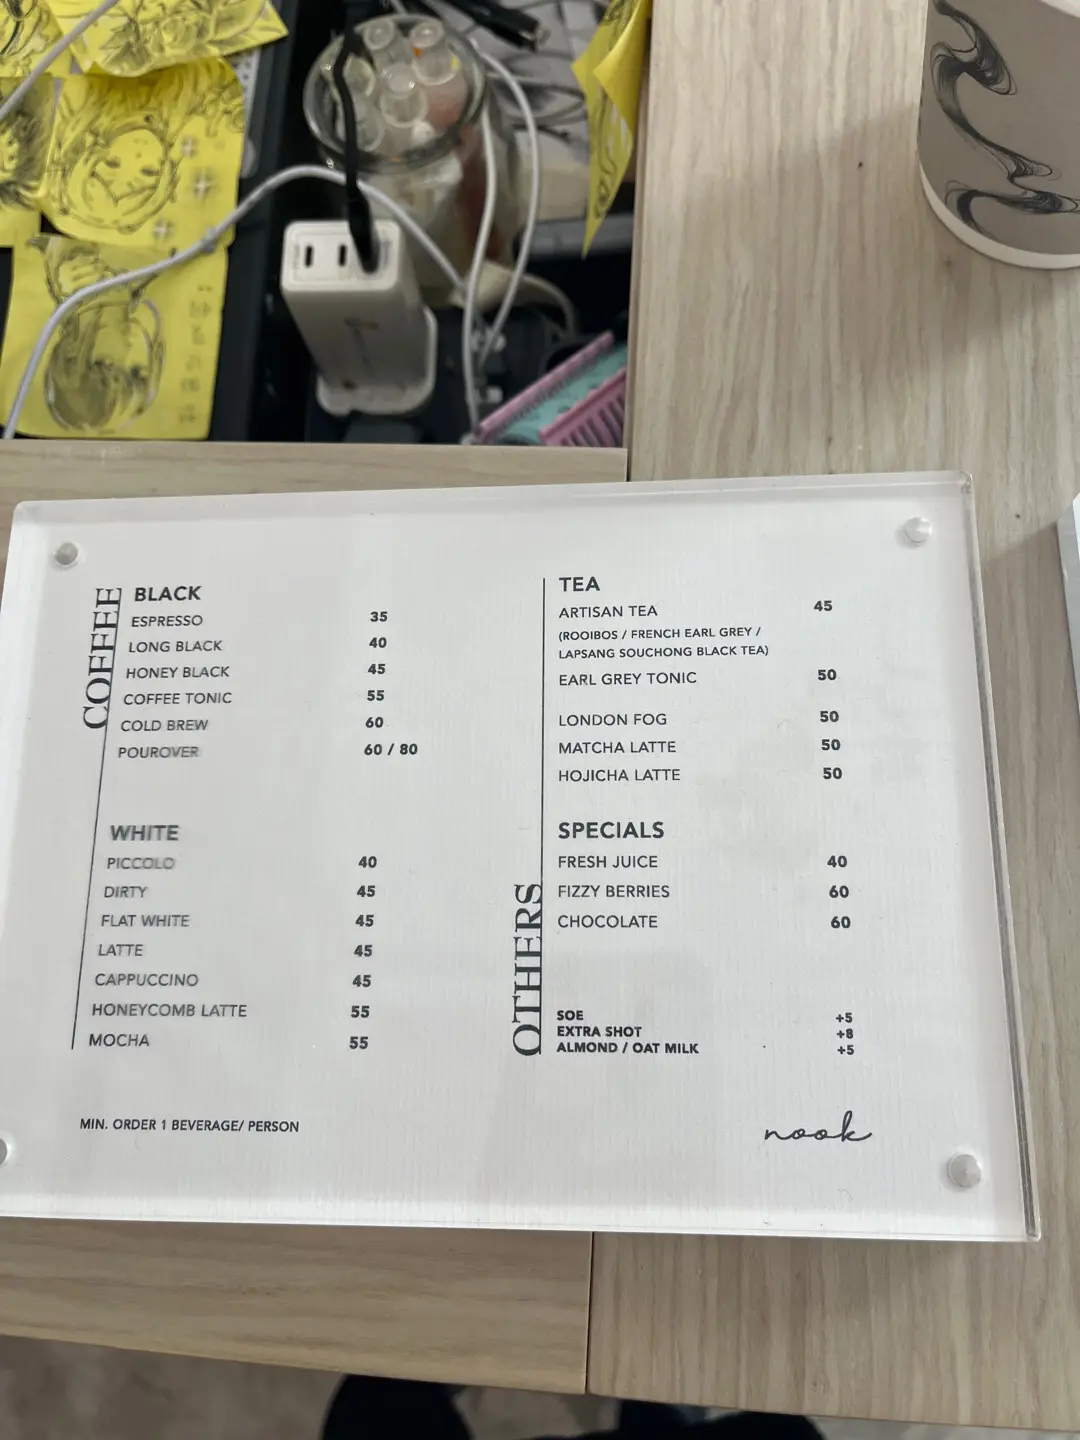 COFFEE
BLACK
ESPRESSO 35
LONG BLACK 40
HONEY BLACK 45
COFFEE TONIC 55
COLD BREW 60
POUROVER 60 / 80
WHITE
PICCOLO 40
DIRTY 45
FLAT WHITE 45
LATTE 45
CAPPUCCINO 45
HONEYCOMB LATTE 55
MOCHA 55
OTHERS
TEA
ARTISAN TEA 45
(ROOIBOS / FRENCH EARL GREY /
LAPSANG SOUCHONG BLACK TEA)
EARL GREY TONIC 50
LONDON FOG 50
MATCHA LATTE 50
HOJICHA LATTE 50
SPECIALS
FRESH JUICE 40
FIZZY BERRIES 60
CHOCOLATE 60
SOE +5
EXTRA SHOT +8
ALMOND / OAT MILK +5
MIN. ORDER 1 BEVERAGE/ PERSON
nook